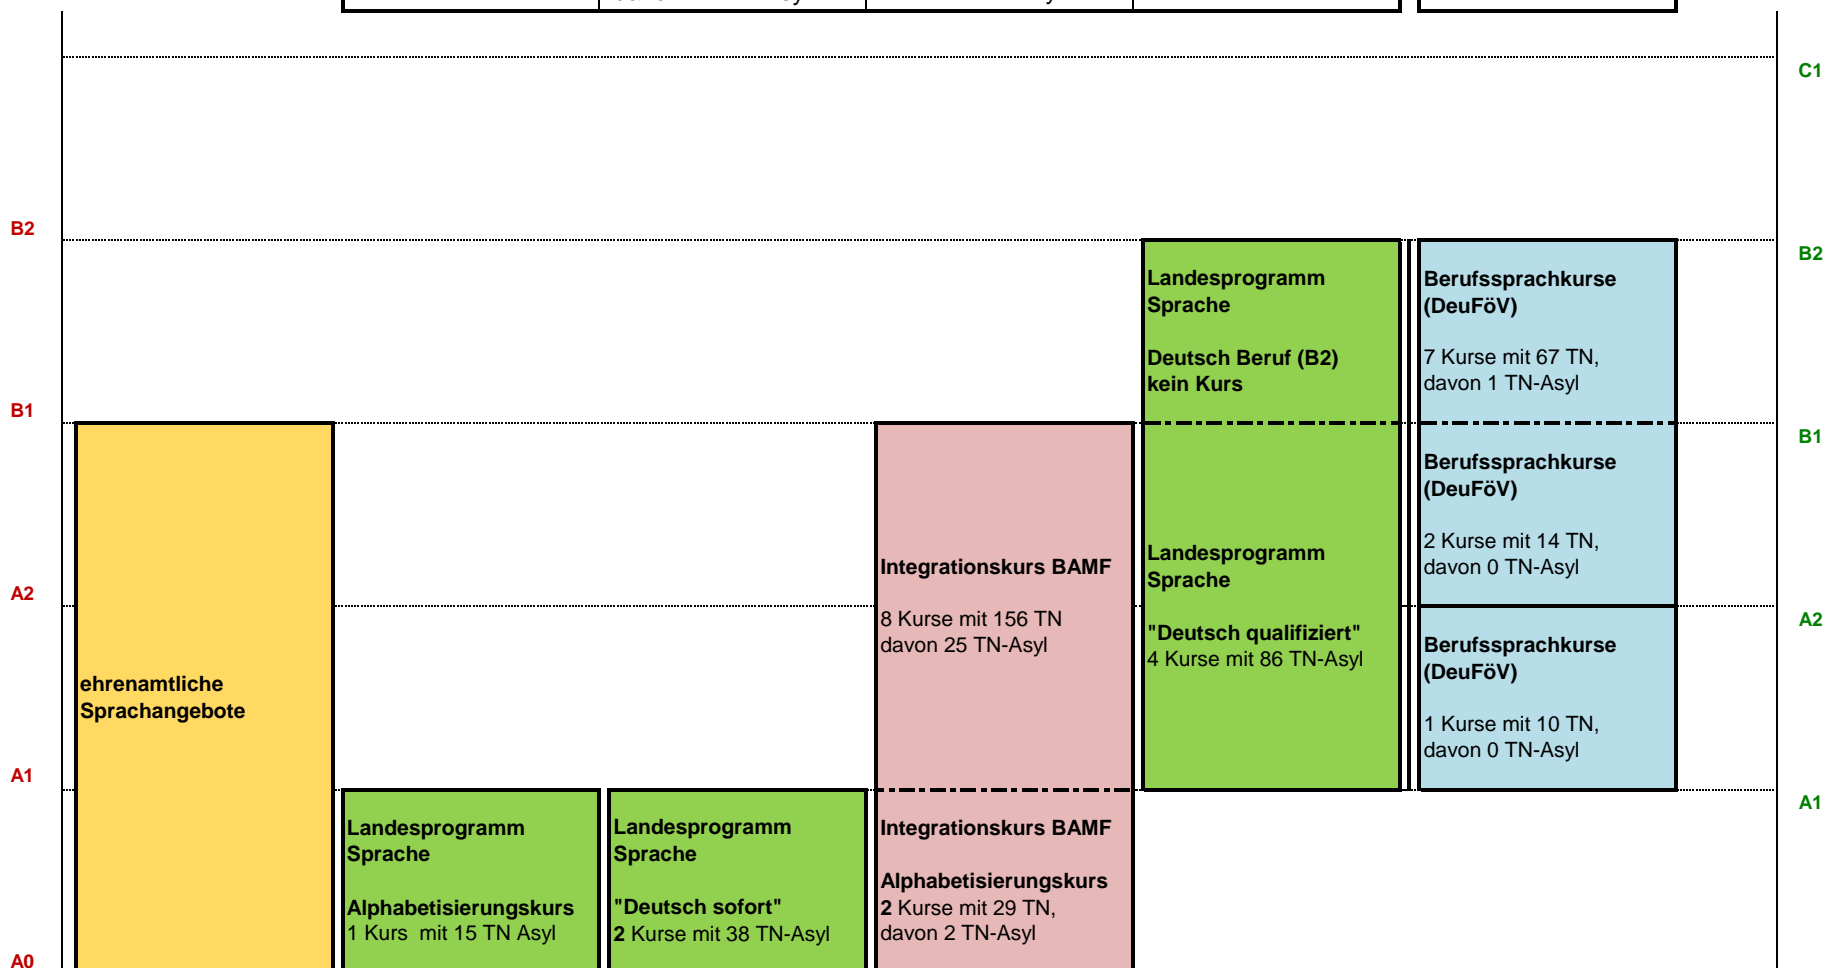 C1
B2
B2
Landesprogramm
Sprache
Deutsch Beruf (B2)
kein Kurs
Berufssprachkurse
(DeuFöV)
7 Kurse mit 67 TN,
davon 1 TN-Asyl
B1
B1
Berufssprachkurse
(DeuFöV)
2 Kurse mit 14 TN,
davon 0 TN-Asyl
Integrationskurs BAMF
8 Kurse mit 156 TN
davon 25 TN-Asyl
Landesprogramm
Sprache
"Deutsch qualifiziert"
4 Kurse mit 86 TN-Asyl
A2
A2
Berufssprachkurse
(DeuFöV)
1 Kurse mit 10 TN,
davon 0 TN-Asyl
ehrenamtliche
Sprachangebote
A1
A1
Landesprogramm
Sprache
Alphabetisierungskurs
1 Kurs mit 15 TN Asyl
Landesprogramm
Sprache
"Deutsch sofort"
2 Kurse mit 38 TN-Asyl
Integrationskurs BAMF
Alphabetisierungskurs
2 Kurse mit 29 TN,
davon 2 TN-Asyl
A0